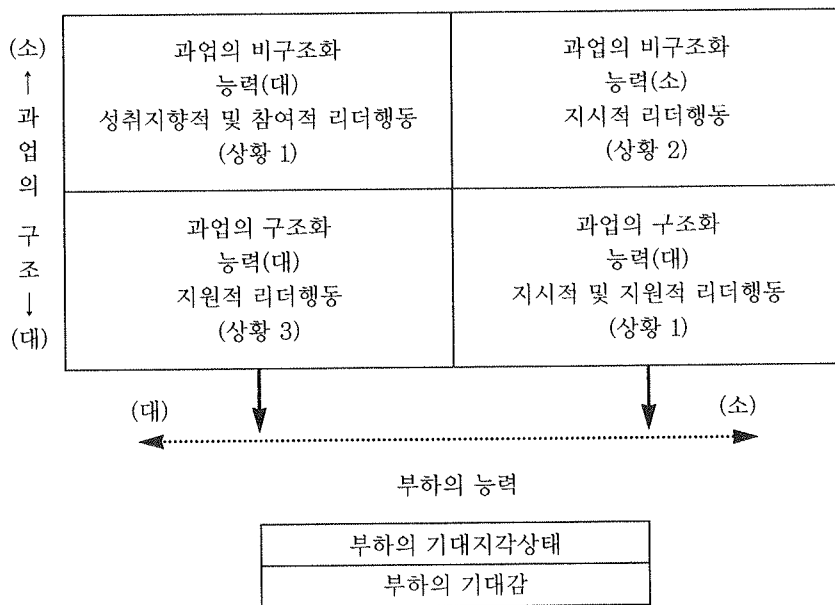 (소)
↑
과
업
의
구
조
↓
(대)
과업의 비구조화
능력(대)
성취지향적 및 참여적 리더행동
(상황 1)
과업의 비구조화
능력(소)
지시적 리더행동
(상황 2)
과업의 구조화
능력(대)
지원적 리더행동
(상황 3)
과업의 구조화
능력(대)
지시적 및 지원적 리더행동
(상황 1)
(대)
(소)
부하의 능력
부하의 기대지각상태
부하의 기대감